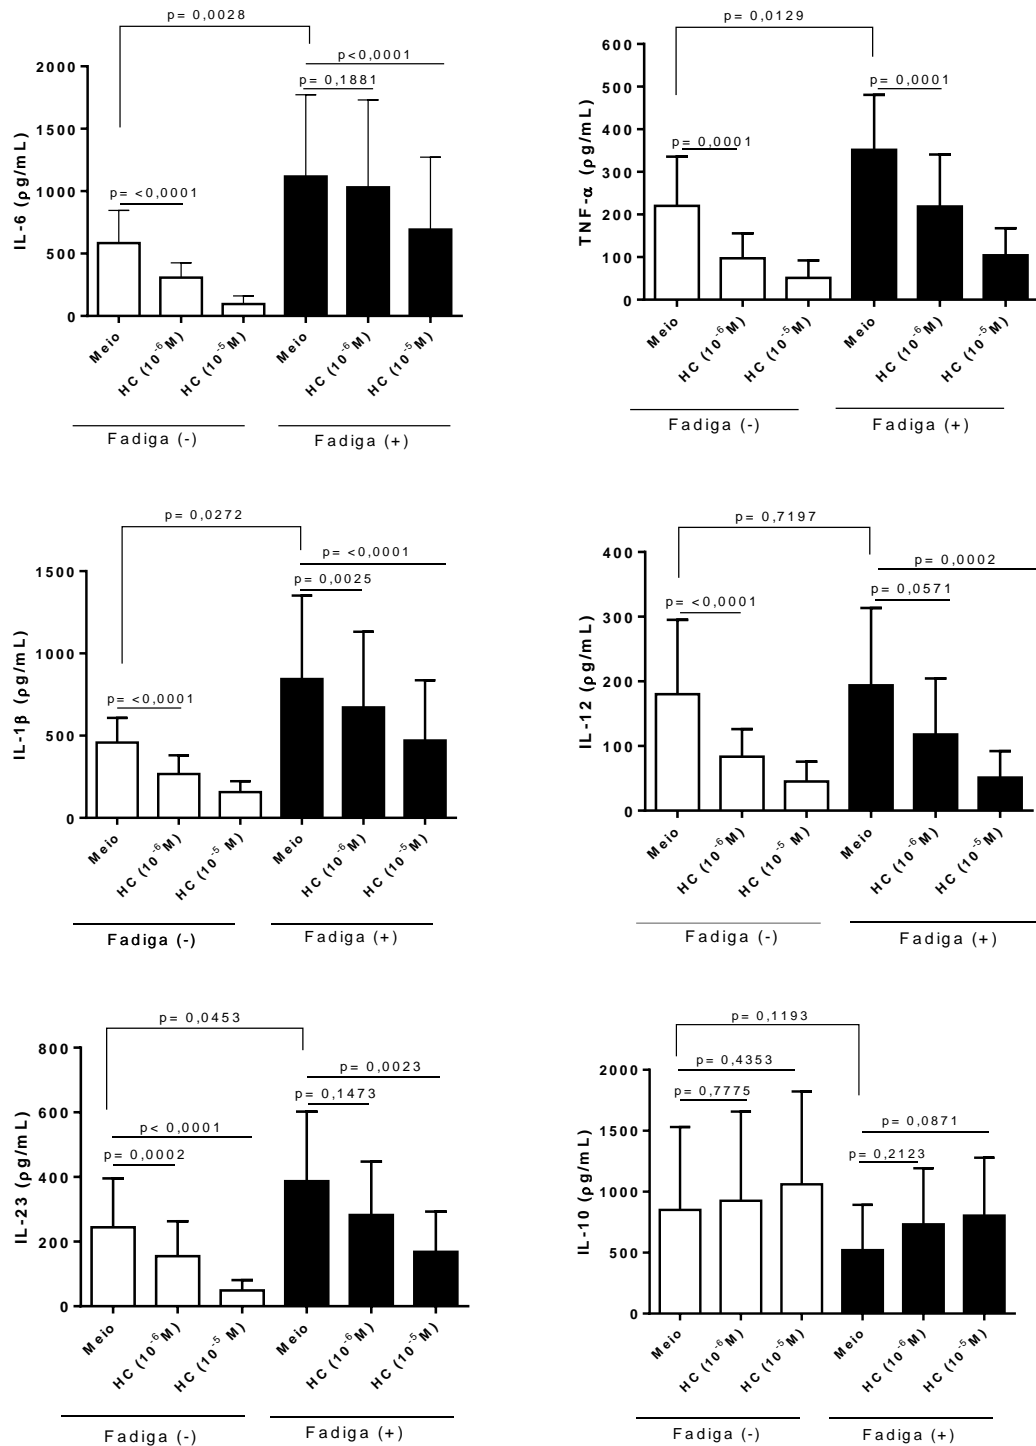 p= 0,0028
p<0,0001
p= 0,1881
p= <0,0001
IL-6 (ρg/mL)
2000
1500
1000
500
0
Meio
HC (10⁻⁶M)
HC (10⁻⁵M)
Meio
HC (10⁻⁶M)
HC (10⁻⁵M)
Fadiga (-)
Fadiga (+)
p= 0,0129
p= 0,0001
p= 0,0001
TNF-α (ρg/mL)
600
500
400
300
200
100
0
Meio
HC (10⁻⁶M)
HC (10⁻⁵M)
Meio
HC (10⁻⁶M)
HC (10⁻⁵M)
Fadiga (-)
Fadiga (+)
p= 0,0272
p= <0,0001
p= 0,0025
p= <0,0001
IL-1β (ρg/mL)
1500
1000
500
0
Meio
HC (10⁻⁶M)
HC (10⁻⁵ M)
Meio
HC (10⁻⁶M)
HC (10⁻⁵M)
Fadiga (-)
Fadiga (+)
p= 0,7197
p= 0,0002
p= 0,0571
p= <0,0001
IL-12 (ρg/mL)
400
300
200
100
0
Meio
HC (10⁻⁶M)
HC (10⁻⁵ M)
Meio
HC (10⁻⁶M)
HC (10⁻⁵M)
Fadiga (-)
Fadiga (+)
p= 0,0453
p= 0,0023
p= 0,1473
p< 0,0001
p= 0,0002
IL-23 (ρg/mL)
800
600
400
200
0
Meio
HC (10⁻⁶M)
HC (10⁻⁵ M)
Meio
HC (10⁻⁶M)
HC (10⁻⁵M)
Fadiga (-)
Fadiga (+)
p= 0,1193
p= 0,4353
p= 0,7775
p= 0,0871
p= 0,2123
IL-10 (ρg/mL)
2000
1500
1000
500
0
Meio
HC (10⁻⁶M)
HC (10⁻⁵M)
Meio
HC (10⁻⁶M)
HC (10⁻⁵M)
Fadiga (-)
Fadiga (+)